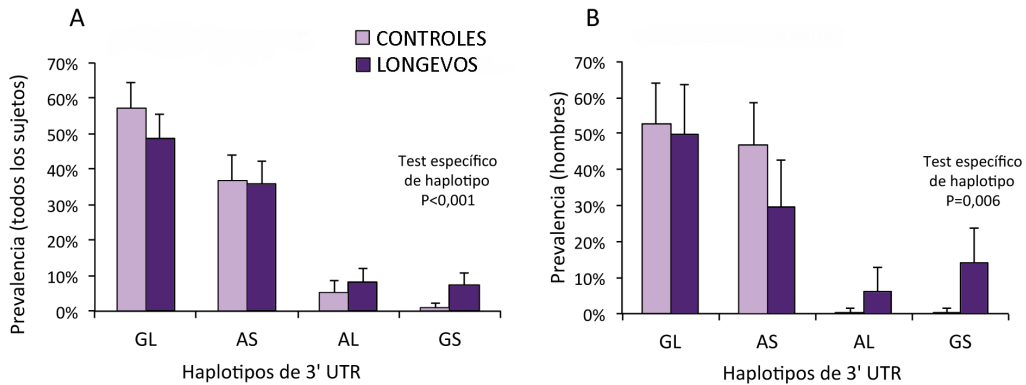 A
CONTROLES
LONGEVOS
Prevalencia (todos los sujetos)
70%
60%
50%
40%
30%
20%
10%
0%
Test específico
de haplotipo
P<0,001
GL AS AL GS
Haplotipos de 3' UTR
B
Prevalencia (hombres)
70%
60%
50%
40%
30%
20%
10%
0%
Test específico
de haplotipo
P=0,006
GL AS AL GS
Haplotipos de 3' UTR